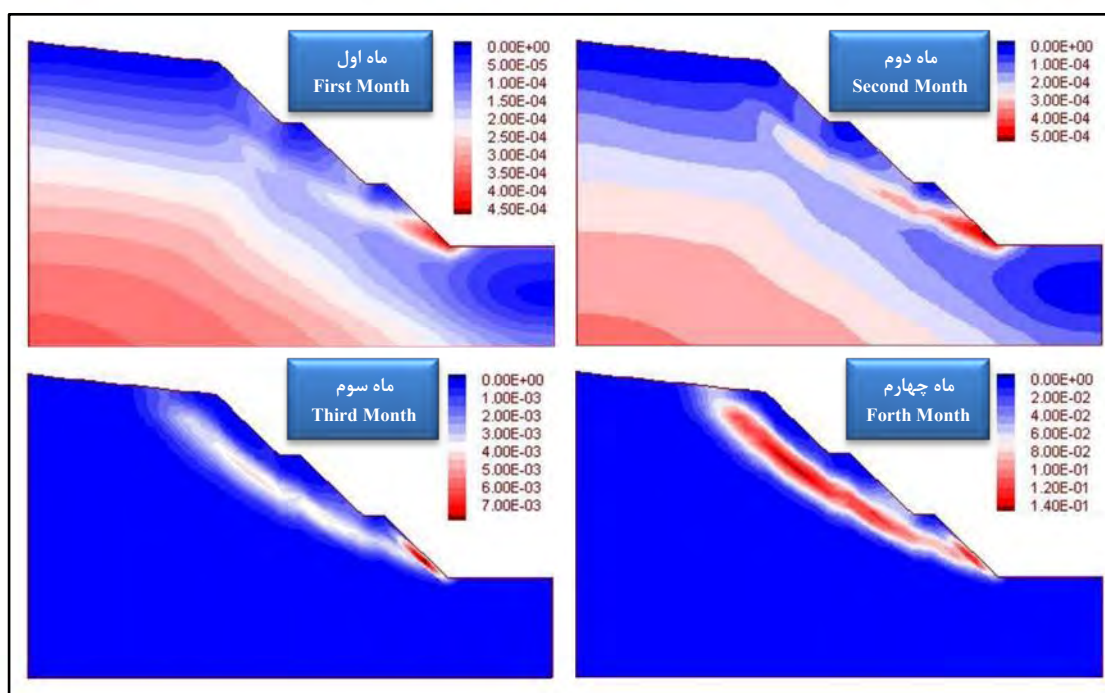 ماه اول
First Month
0.00E+00
5.00E-05
1.00E-04
1.50E-04
2.00E-04
2.50E-04
3.00E-04
3.50E-04
4.00E-04
4.50E-04
ماه دوم
Second Month
0.00E+00
1.00E-04
2.00E-04
3.00E-04
4.00E-04
5.00E-04
ماه سوم
Third Month
0.00E+00
1.00E-03
2.00E-03
3.00E-03
4.00E-03
5.00E-03
6.00E-03
7.00E-03
ماه چهارم
Forth Month
0.00E+00
2.00E-02
4.00E-02
6.00E-02
8.00E-02
1.00E-01
1.20E-01
1.40E-01